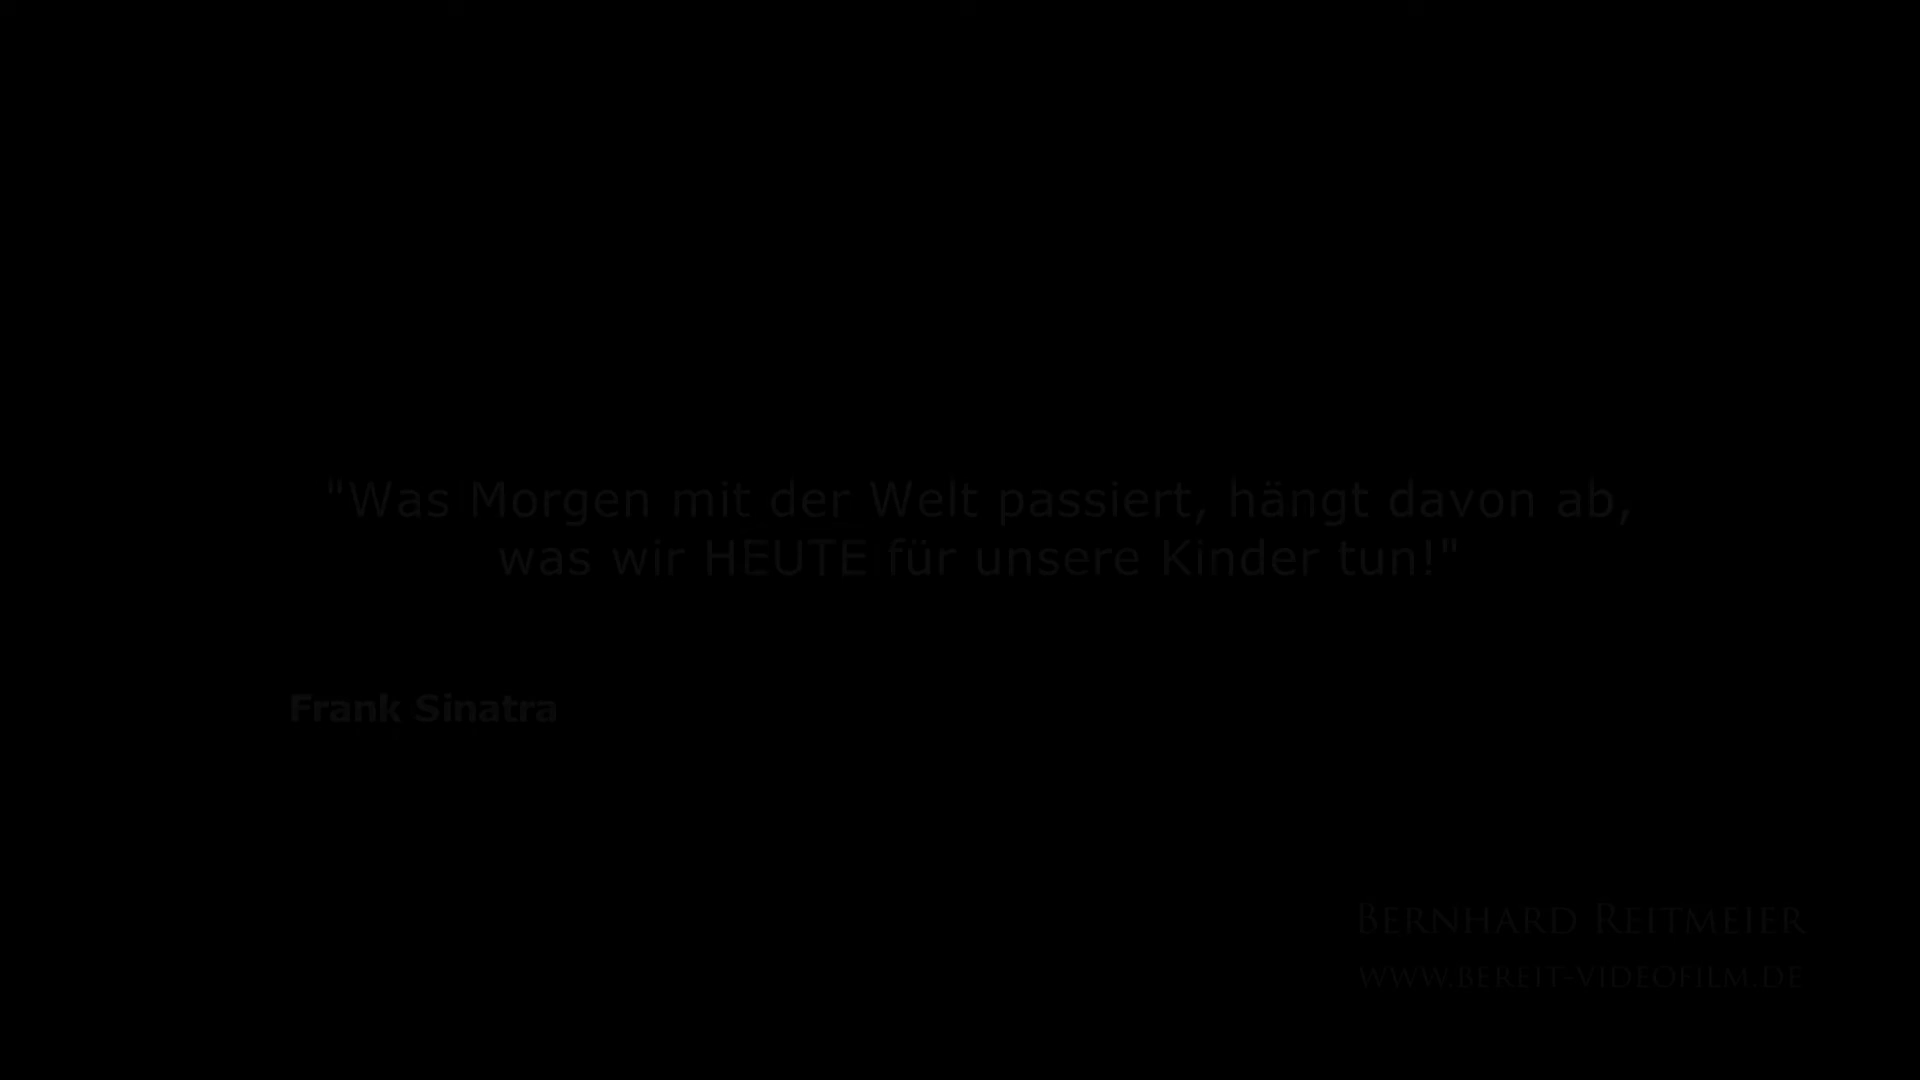 "Was Morgen mit der Welt passiert, hängt davon ab,
was wir HEUTE für unsere Kinder tun!"
Frank Sinatra
BERNHARD REITMEIER
WWW.BEREIT-VIDEOFILM.DE